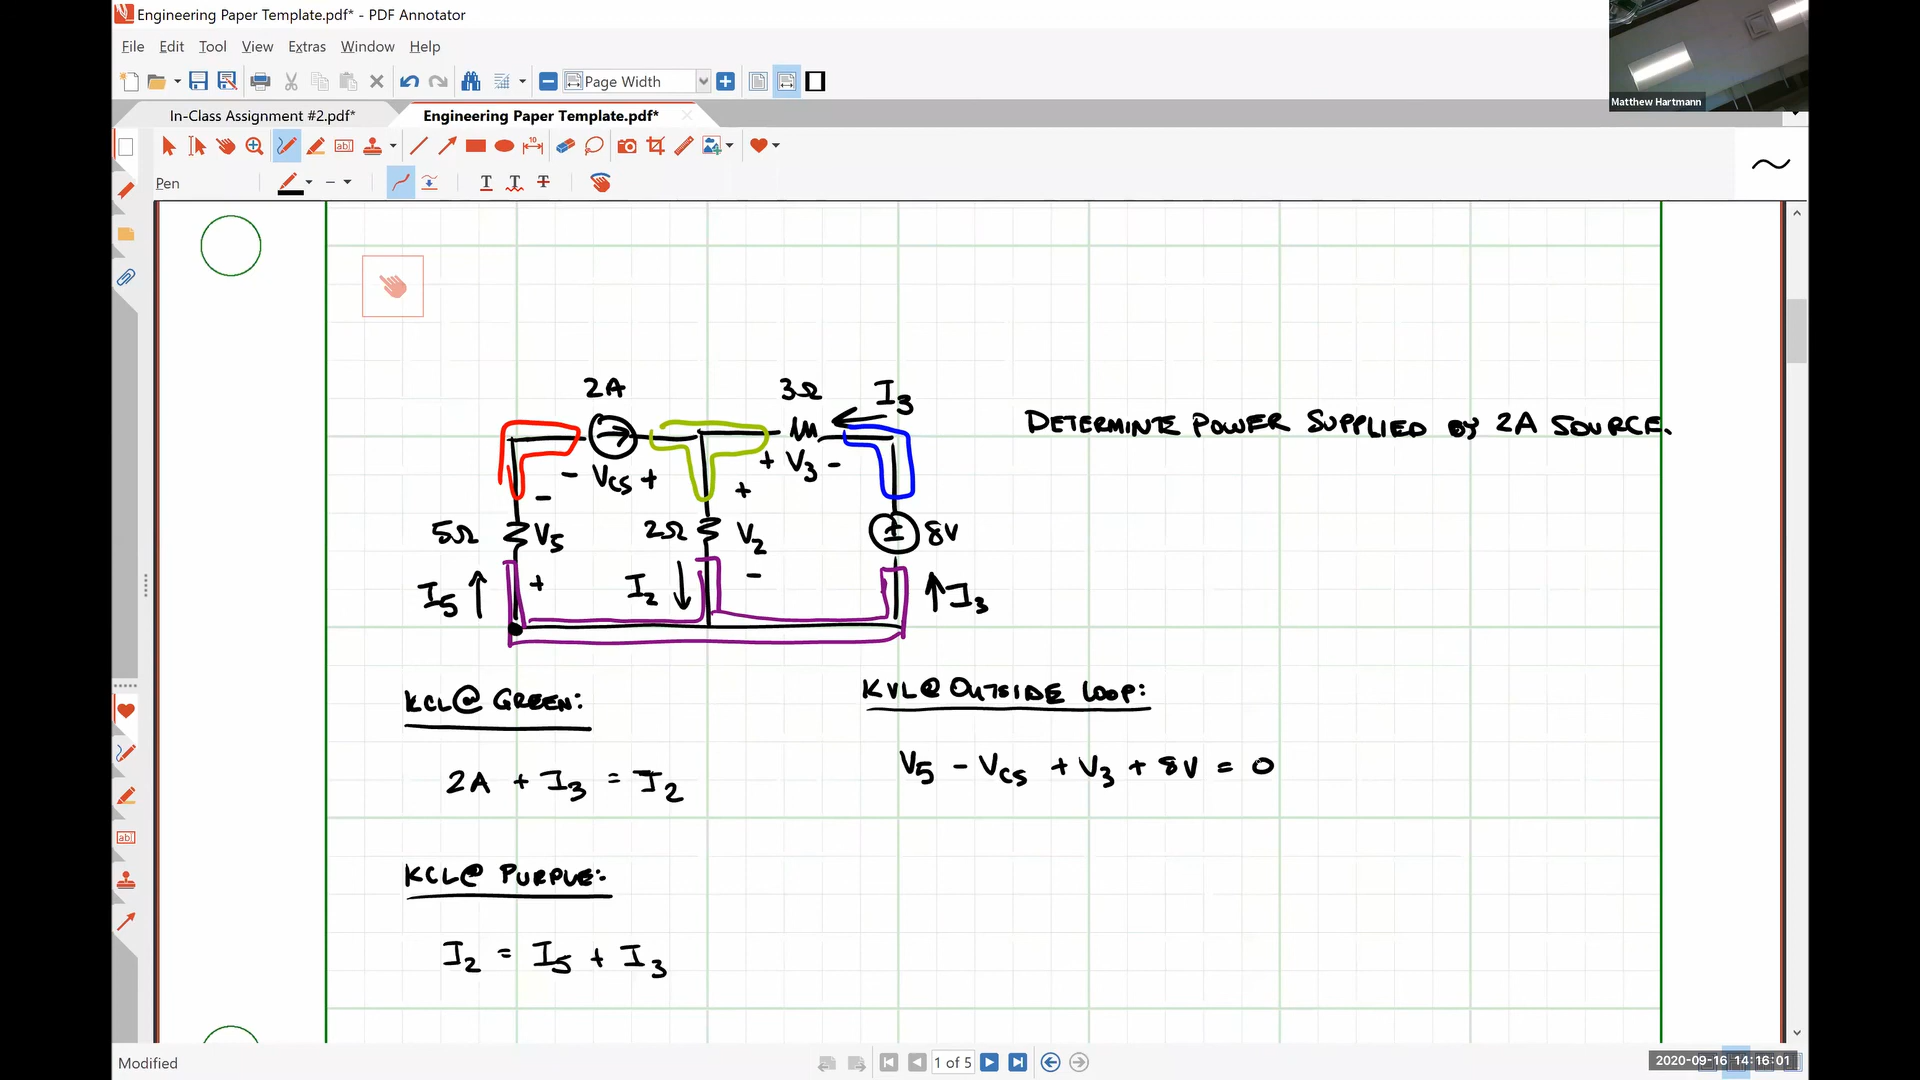 Engineering Paper Template.pdf* - PDF Annotator
File Edit Tool View Extras Window Help
Page Width
Matthew Hartmann
In-Class Assignment #2.pdf*
Engineering Paper Template.pdf*
Pen
2A
3Ω
I3
DETERMINTE POWER SUPPLIED BY 2A SOURCE.
- VCS +
+ V3 -
-
+
5Ω
V5
2Ω
V2
8V
I5
+
I2
-
I3
KCL@ GREEN:
KVL@ OUTSIDE LOOP:
2A + I3 = I2
V5 - VCS + V3 + 8V = 0
KCL@ PURPLE:
I2 = I5 + I3
Modified
1 of 5
2020-09-16 14:16:01